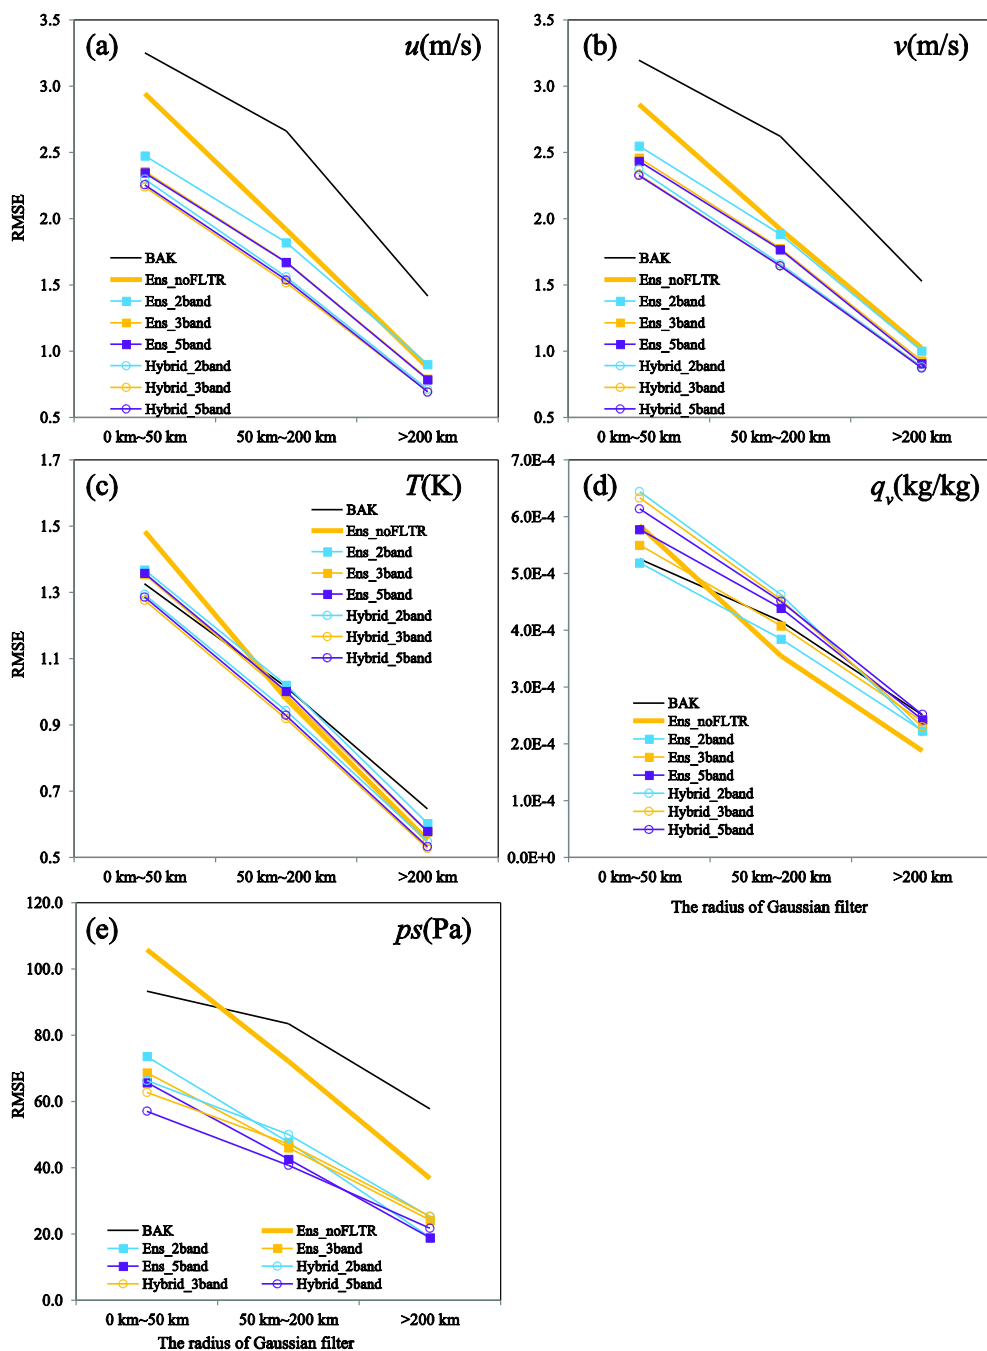 (a) u(m/s)
3.5
3.0
2.5
2.0
1.5
1.0
0.5
RMSE
BAK
Ens_noFLTR
Ens_2band
Ens_3band
Ens_5band
Hybrid_2band
Hybrid_3band
Hybrid_5band
0 km~50 km 50 km~200 km >200 km
(b) v(m/s)
3.5
3.0
2.5
2.0
1.5
1.0
0.5
BAK
Ens_noFLTR
Ens_2band
Ens_3band
Ens_5band
Hybrid_2band
Hybrid_3band
Hybrid_5band
0 km~50 km 50 km~200 km >200 km
(c) T(K)
1.7
1.5
1.3
1.1
0.9
0.7
0.5
RMSE
BAK
Ens_noFLTR
Ens_2band
Ens_3band
Ens_5band
Hybrid_2band
Hybrid_3band
Hybrid_5band
0 km~50 km 50 km~200 km >200 km
(d) qv(kg/kg)
7.0E-4
6.0E-4
5.0E-4
4.0E-4
3.0E-4
2.0E-4
1.0E-4
0.0E+0
BAK
Ens_noFLTR
Ens_2band
Ens_3band
Ens_5band
Hybrid_2band
Hybrid_3band
Hybrid_5band
0 km~50 km 50 km~200 km >200 km
The radius of Gaussian filter
(e) ps(Pa)
120.0
100.0
80.0
60.0
40.0
20.0
0.0
RMSE
BAK Ens_noFLTR
Ens_2band Ens_3band
Ens_5band Hybrid_2band
Hybrid_3band Hybrid_5band
0 km~50 km 50 km~200 km >200 km
The radius of Gaussian filter